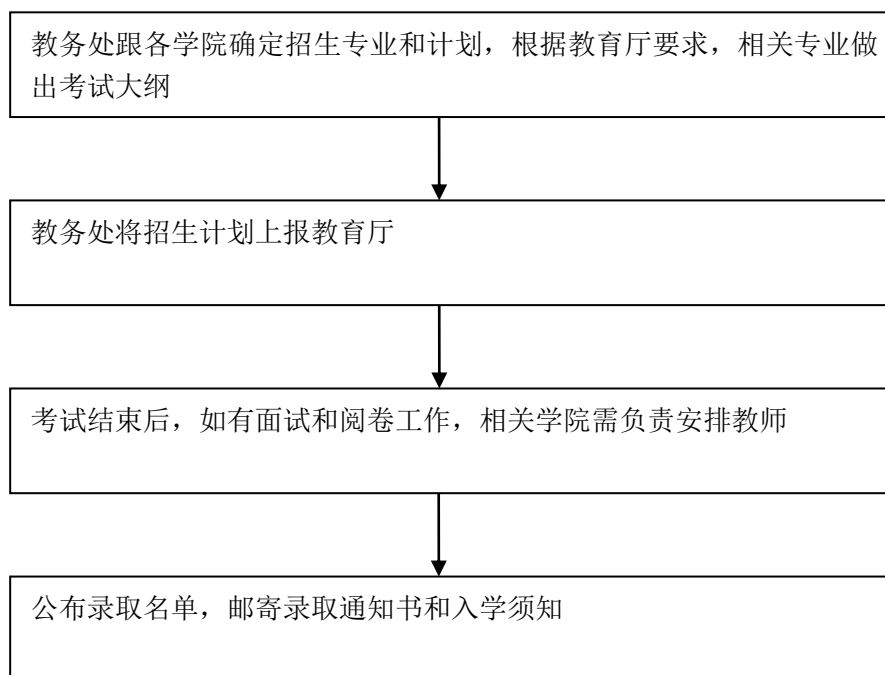 教务处跟各学院确定招生专业和计划，根据教育厅要求，相关专业做
出考试大纲
教务处将招生计划上报教育厅
考试结束后，如有面试和阅卷工作，相关学院需负责安排教师
公布录取名单，邮寄录取通知书和入学须知